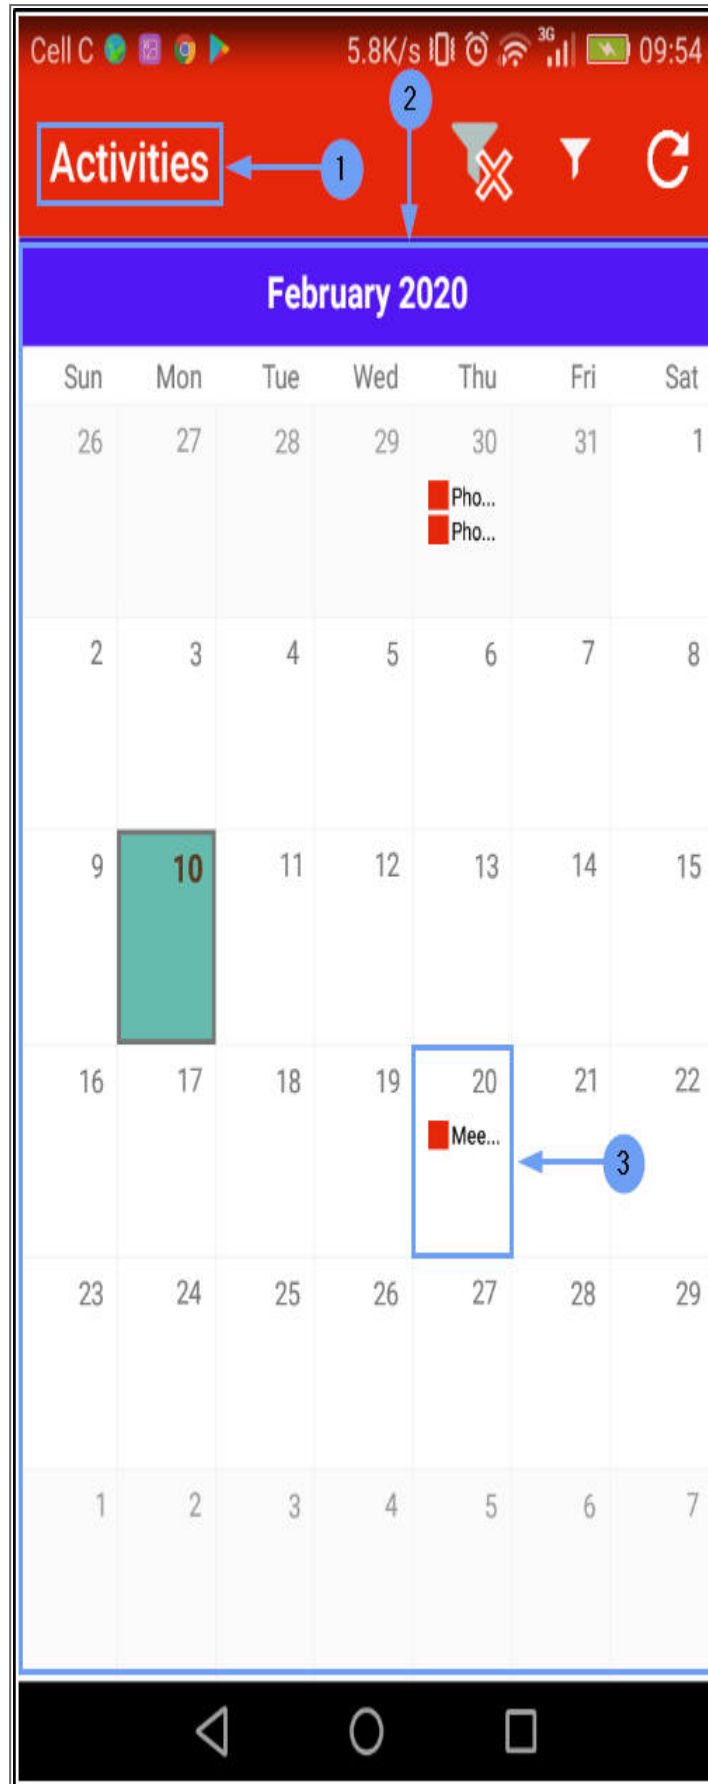 Cell C 5.8K/s 3G 09:54
2
Activities 1
February 2020
Sun Mon Tue Wed Thu Fri Sat
26 27 28 29 30 31 1
Pho...
Pho...
2 3 4 5 6 7 8
9 10 11 12 13 14 15
16 17 18 19 20 21 22
Mee...
3
23 24 25 26 27 28 29
1 2 3 4 5 6 7